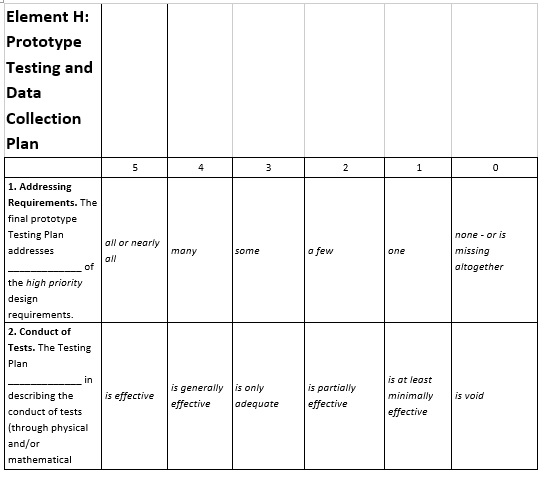 Element H:
Prototype
Testing and
Data
Collection
Plan
5 4 3 2 1 0
1. Addressing
Requirements. The
final prototype
Testing Plan
addresses
_____________ of
the high priority
design
requirements.
all or nearly
all
many
some
a few
one
none - or is
missing
altogether
2. Conduct of
Tests. The Testing
Plan
_____________ in
describing the
conduct of tests
(through physical
and/or
mathematical
is effective
is generally
effective
is only
adequate
is partially
effective
is at least
minimally
effective
is void